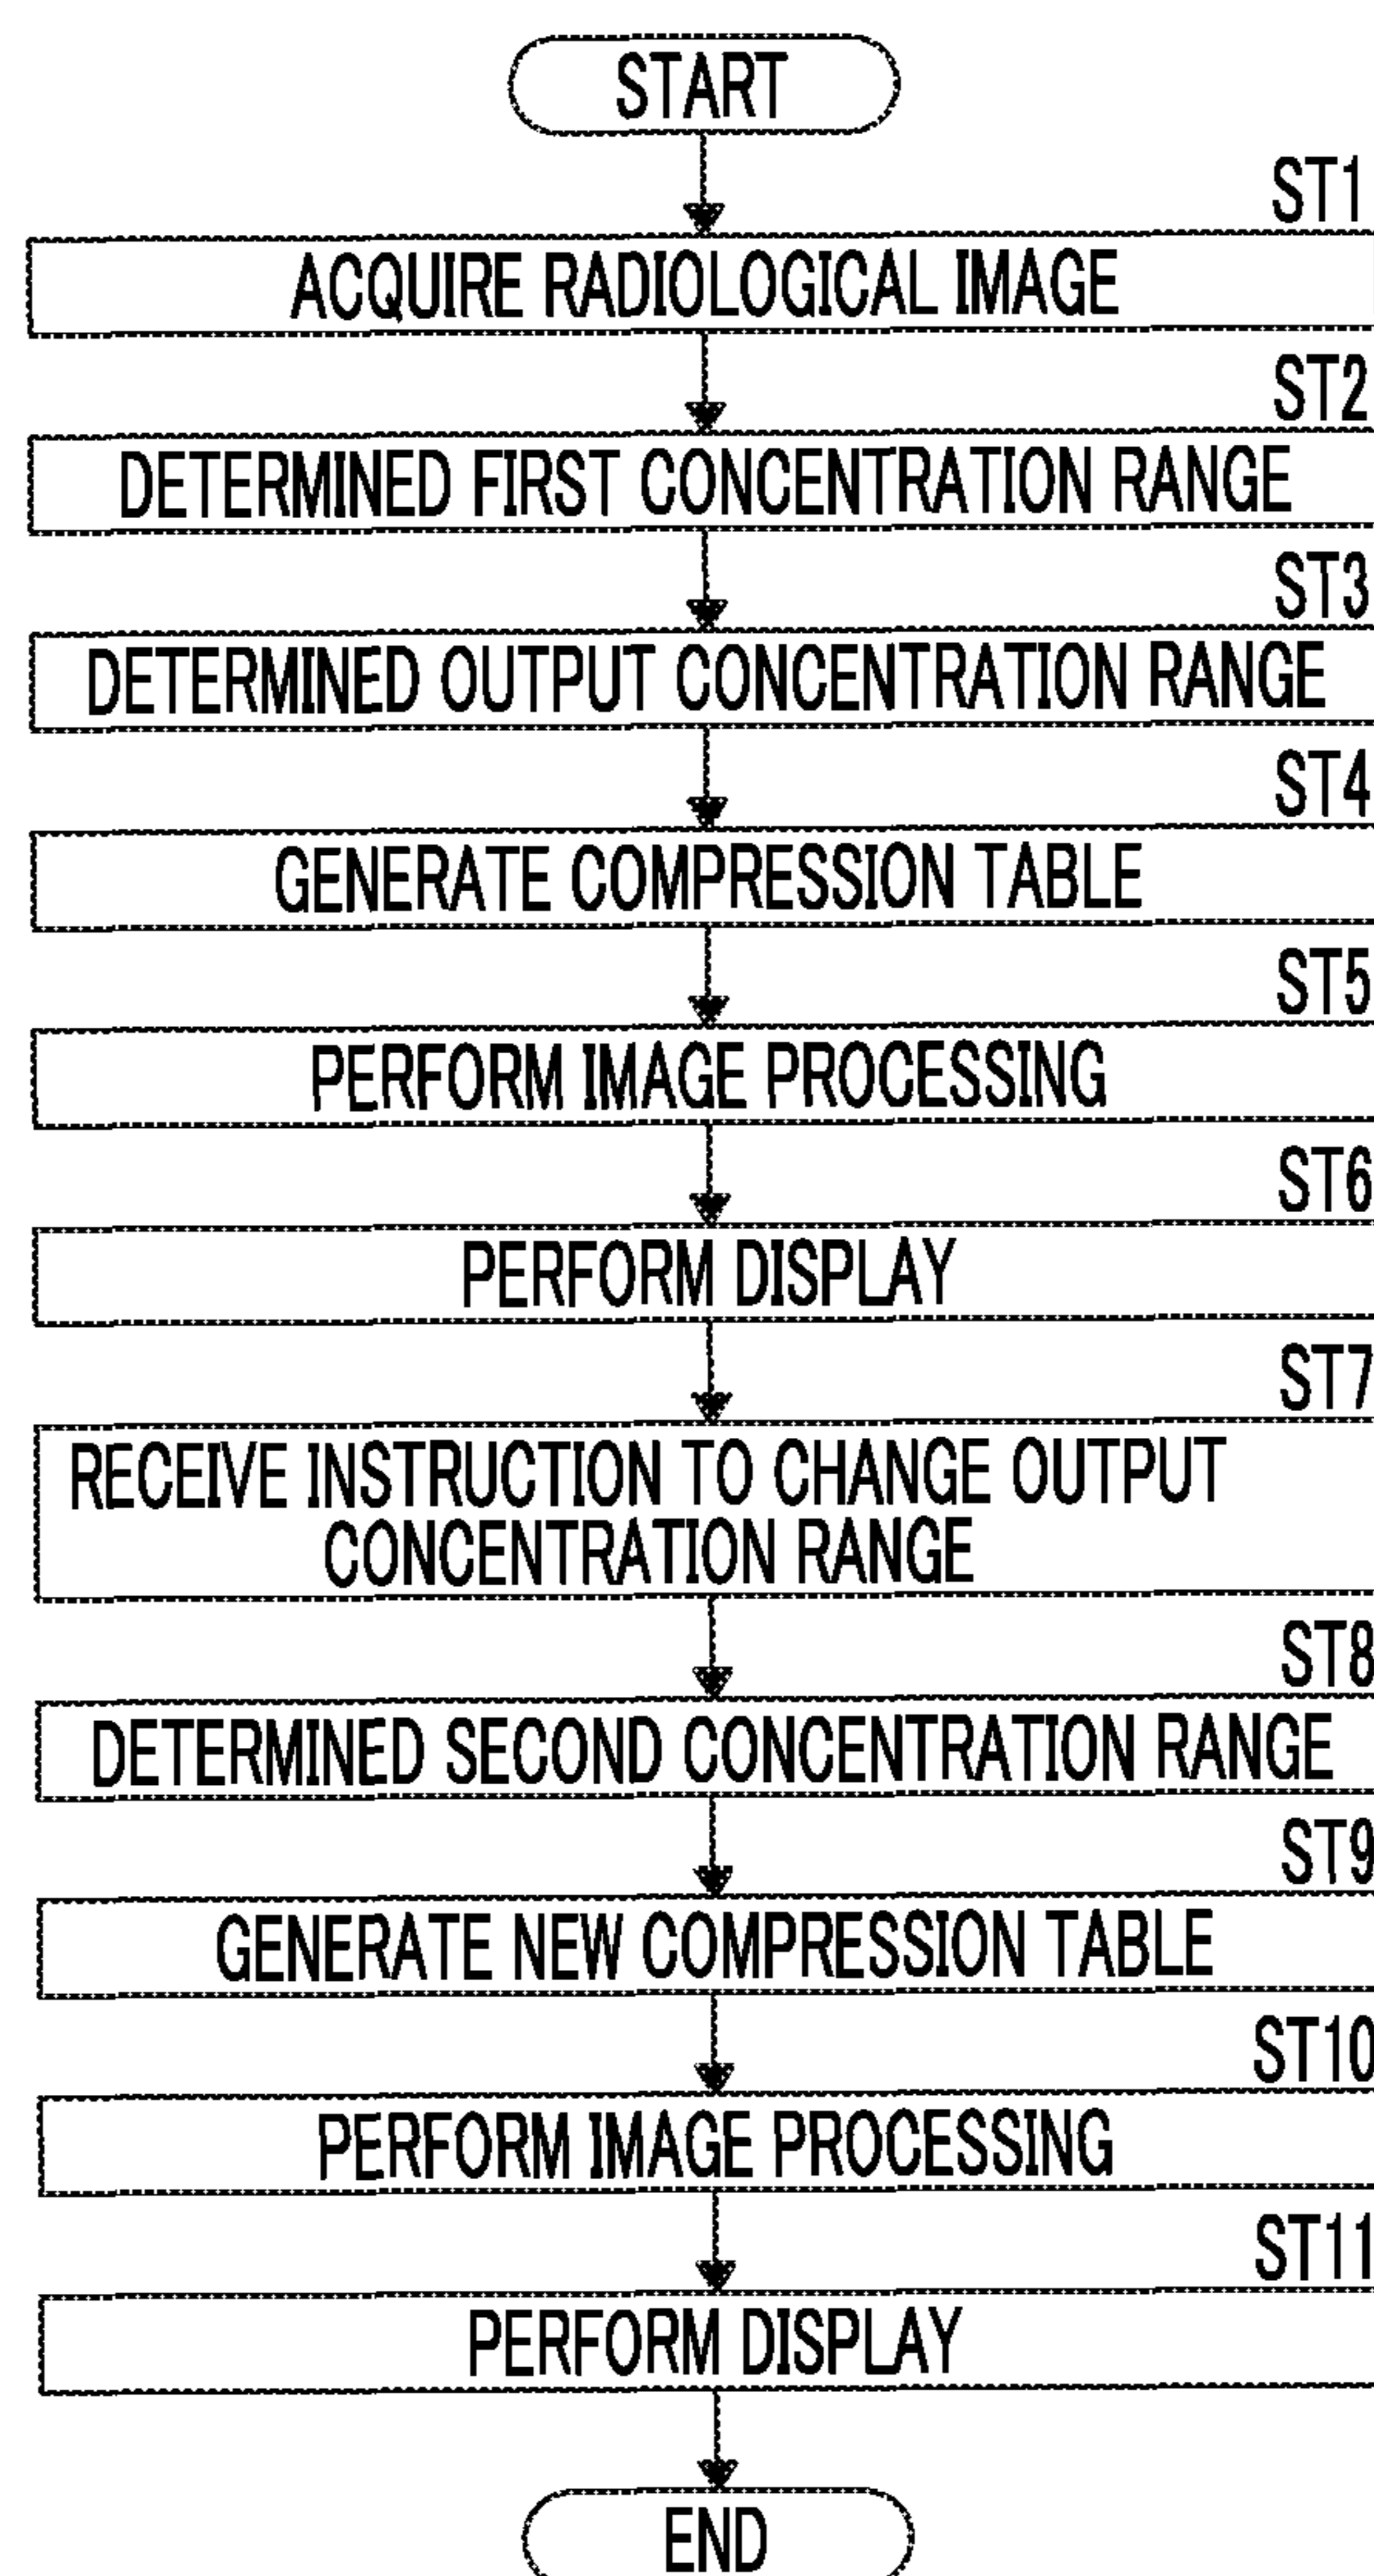 START
ST1
ACQUIRE RADIOLOGICAL IMAGE
ST2
DETERMINED FIRST CONCENTRATION RANGE
ST3
DETERMINED OUTPUT CONCENTRATION RANGE
ST4
GENERATE COMPRESSION TABLE
ST5
PERFORM IMAGE PROCESSING
ST6
PERFORM DISPLAY
ST7
RECEIVE INSTRUCTION TO CHANGE OUTPUT
CONCENTRATION RANGE
ST8
DETERMINED SECOND CONCENTRATION RANGE
ST9
GENERATE NEW COMPRESSION TABLE
ST10
PERFORM IMAGE PROCESSING
ST11
PERFORM DISPLAY
END